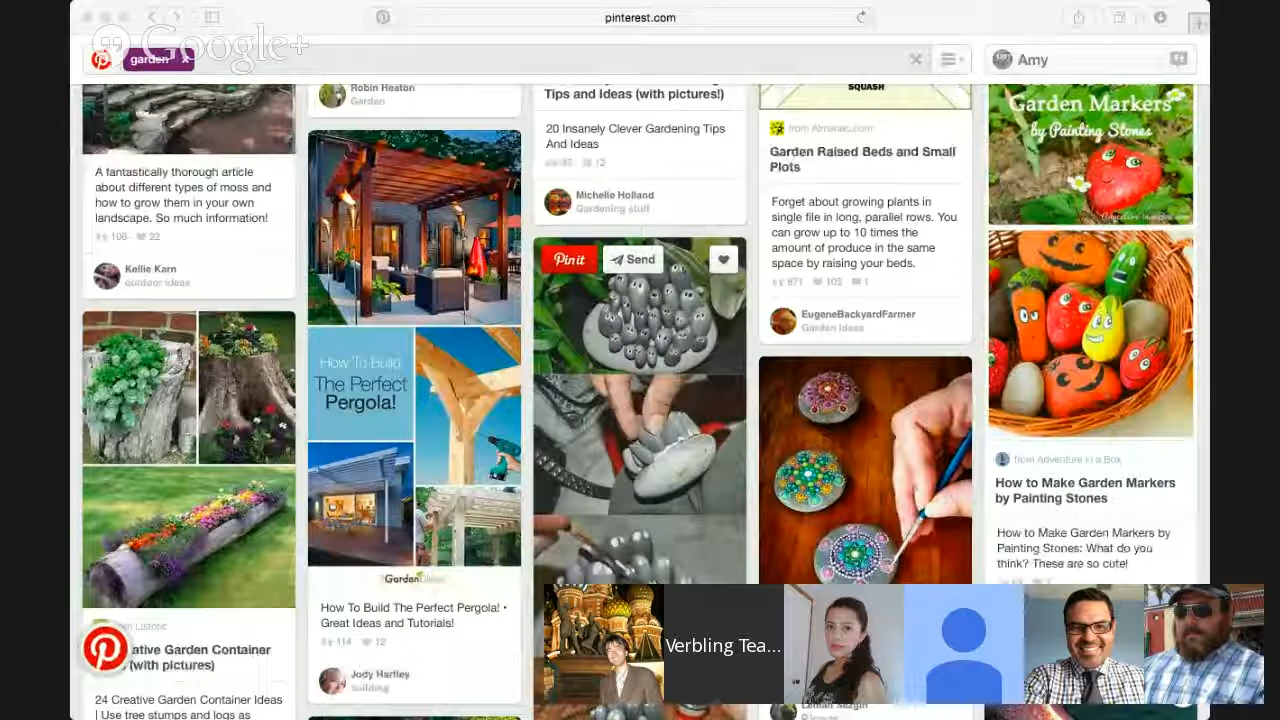 pinterest.com
Google+
garden
Amy
A fantastically thorough article
about different types of moss and
how to grow them in your own
landscape. So much information!
106 22
Kellie Karn
outdoor ideas
ative Garden Container
(with pictures)
24 Creative Garden Container Ideas
| Use tree stumps and logs as
Robin Heaton
Garden
How To Build
The Perfect
Pergola!
Garden
How To Build The Perfect Pergola! •
Great Ideas and Tutorials!
114 12
Jody Hartley
building
Tips and Ideas (with pictures!)
20 Insanely Clever Gardening Tips
And Ideas
12
Michelle Holland
Gardening stuff
Pin it
Send
SQUASH
from Almanac.com
Garden Raised Beds and Small
Plots
Forget about growing plants in
single file in long, parallel rows. You
can grow up to 10 times the
amount of produce in the same
space by raising your beds.
871 105 1
EugeneBackyardFarmer
Garden Ideas
Garden Markers
by Painting Stones
from Adventure in a Box
How to Make Garden Markers
by Painting Stones
How to Make Garden Markers by
Painting Stones: What do you
think? These are so cute!
Verbling Tea...